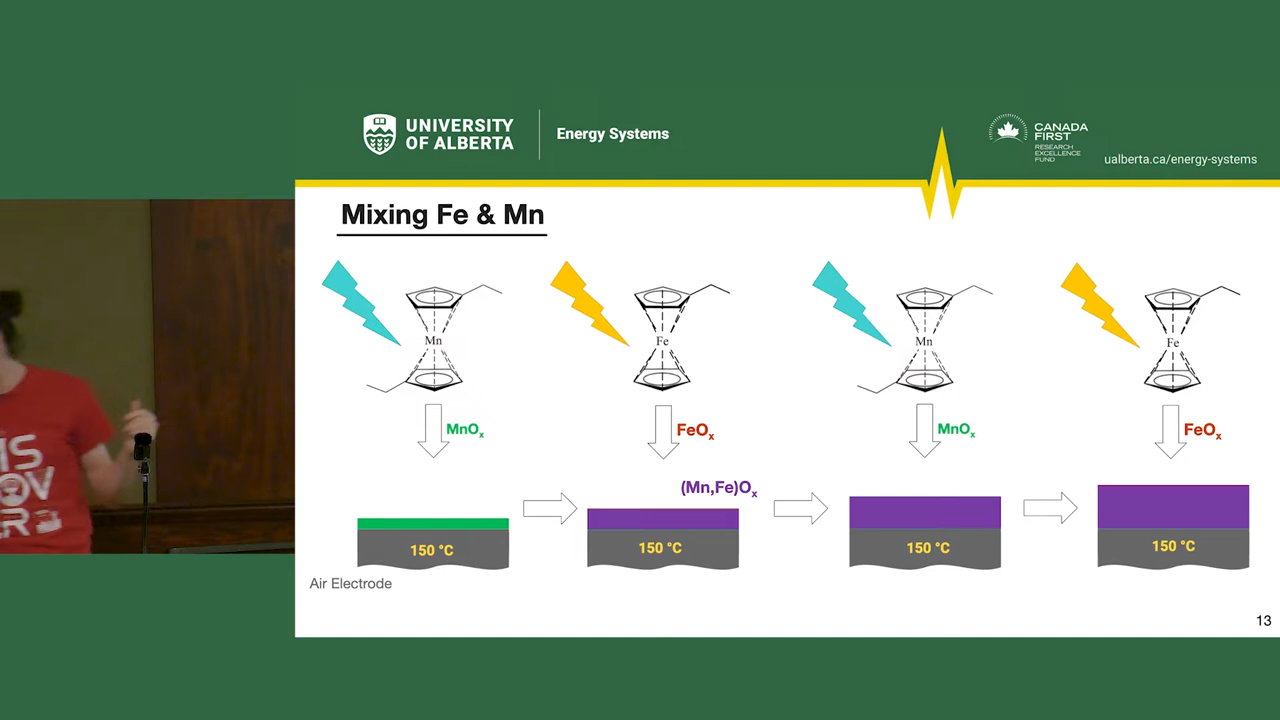 UNIVERSITY
OF ALBERTA
Energy Systems
CANADA
FIRST
RESEARCH
EXCELLENCE
FUND
ualberta.ca/energy-systems
Mixing Fe & Mn
Mn
Fe
Mn
Fe
MnOₓ
FeOₓ
MnOₓ
FeOₓ
(Mn,Fe)Oₓ
150 °C
150 °C
150 °C
150 °C
Air Electrode
13